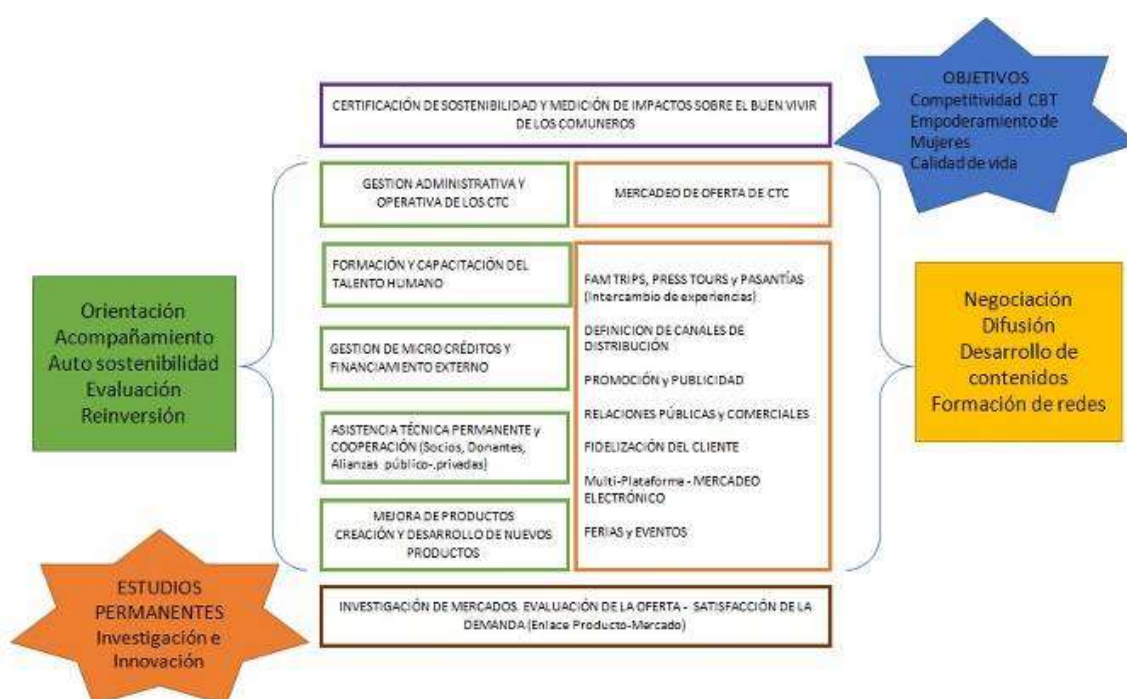 OBJETIVOS
Competitividad CBT
Empoderamiento de
Mujeres
Calidad de vida
CERTIFICACIÓN DE SOSTENIBILIDAD Y MEDICIÓN DE IMPACTOS SOBRE EL BUEN VIVIR
DE LOS COMUNEROS
GESTION ADMINISTRATIVA Y
OPERATIVA DE LOS CTC
MERCADEO DE OFERTA DE CTC
Orientación
Acompañamiento
Auto sostenibilidad
Evaluación
Reinversión
FORMACIÓN Y CAPACITACIÓN DEL
TALENTO HUMANO
GESTION DE MICRO CRÉDITOS Y
FINANCIAMIENTO EXTERNO
ASISTENCIA TÉCNICA PERMANENTE y
COOPERACIÓN (Socios, Donantes,
Alianzas público-.privadas)
MEJORA DE PRODUCTOS
CREACIÓN Y DESARROLLO DE NUEVOS
PRODUCTOS
FAM TRIPS, PRESS TOURS y PASANTÍAS
(Intercambio de experiencias)
DEFINICION DE CANALES DE
DISTRIBUCIÓN
PROMOCIÓN y PUBLICIDAD
RELACIONES PÚBLICAS y COMERCIALES
FIDELIZACIÓN DEL CLIENTE
Multi-Plataforma - MERCADEO
ELECTRÓNICO
FERIAS y EVENTOS
Negociación
Difusión
Desarrollo de
contenidos
Formación de redes
ESTUDIOS
PERMANENTES
Investigación e
Innovación
INVESTIGACIÓN DE MERCADOS. EVALUACIÓN DE LA OFERTA - SATISFACCIÓN DE LA
DEMANDA (Enlace Producto-Mercado)